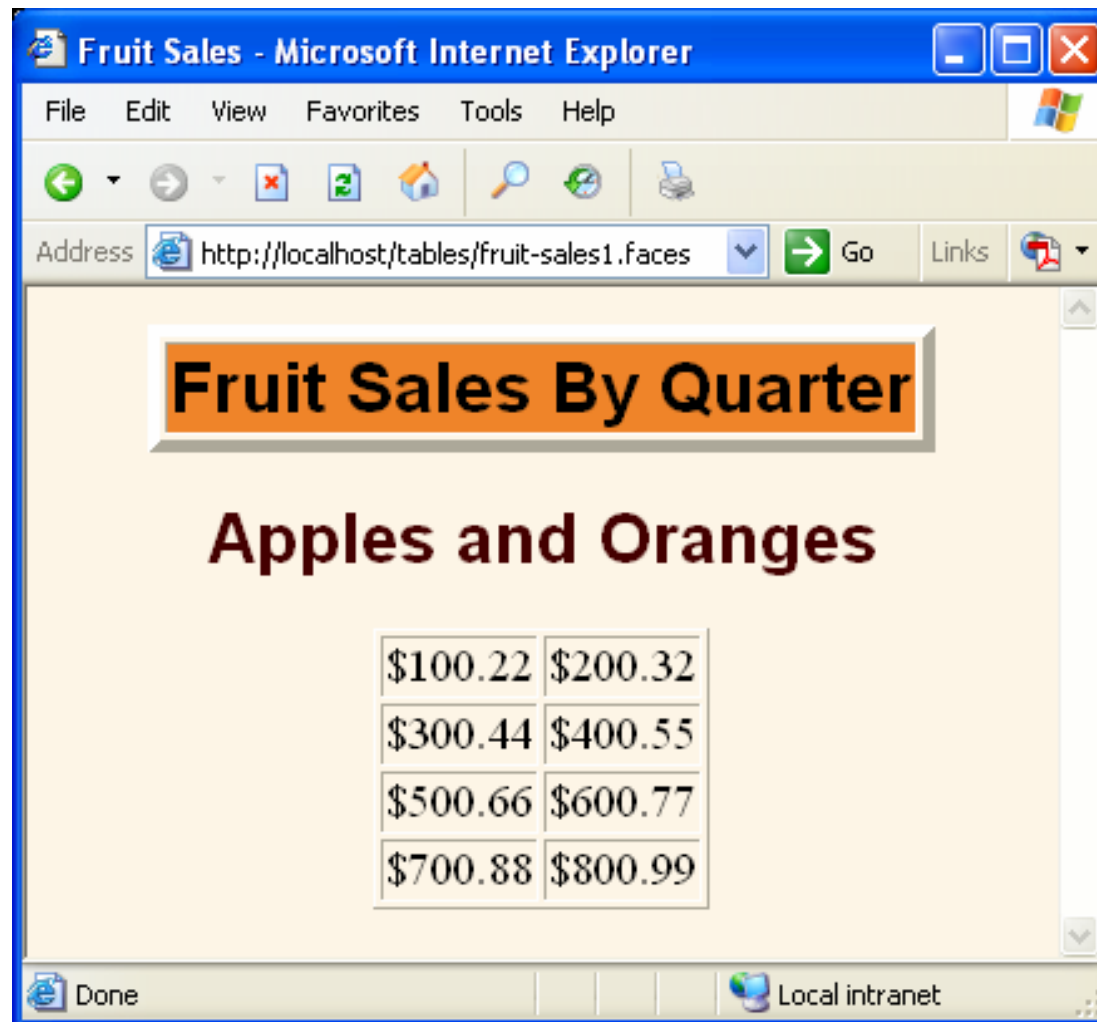 Fruit Sales - Microsoft Internet Explorer
File Edit View Favorites Tools Help
Address http://localhost/tables/fruit-sales1.faces Go Links
Fruit Sales By Quarter
Apples and Oranges
$100.22 $200.32
$300.44 $400.55
$500.66 $600.77
$700.88 $800.99
Done Local intranet